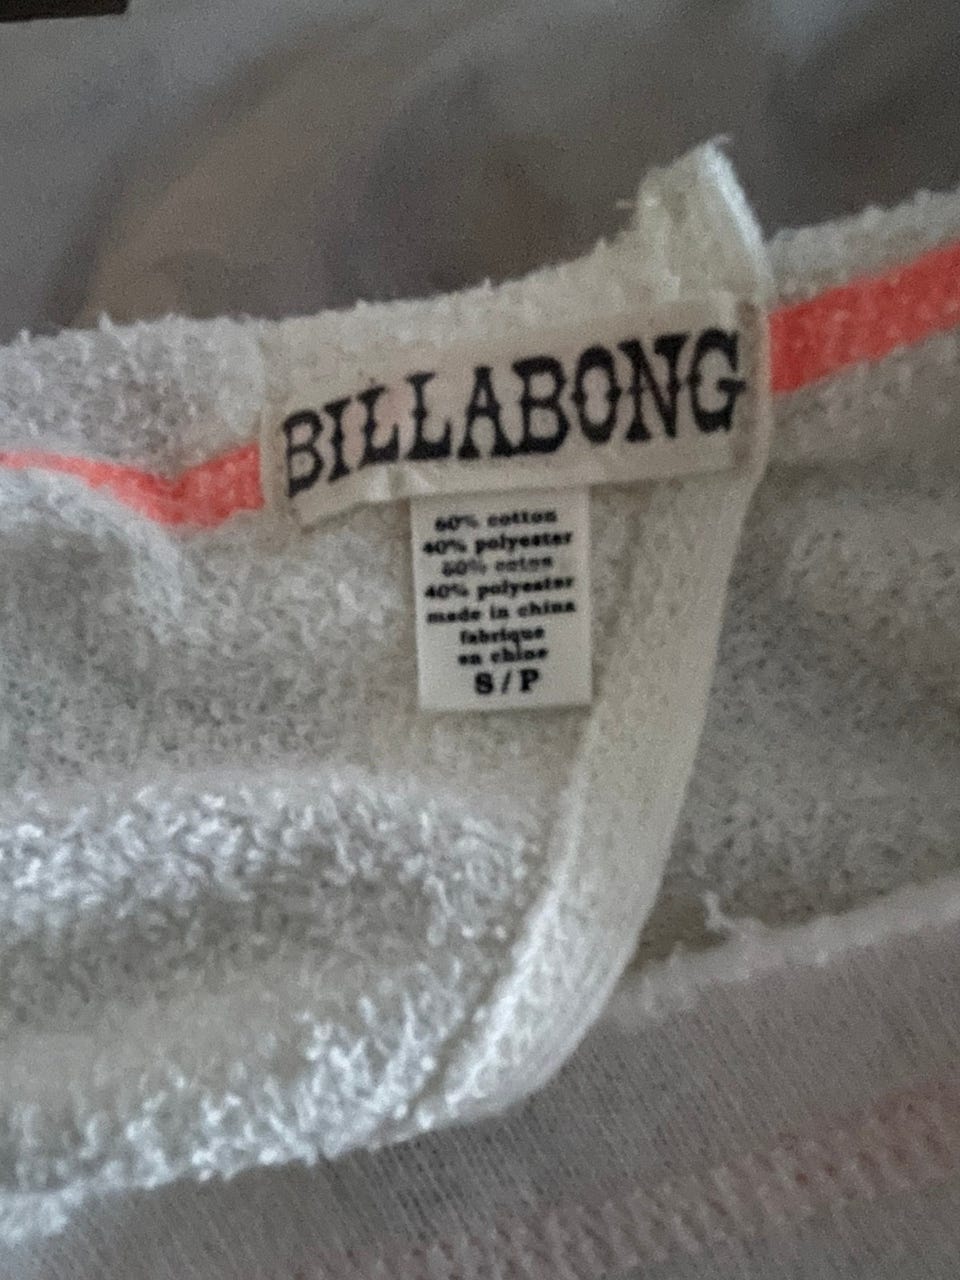 BILLABONG
60% cotton
40% polyester
60% coton
40% polyester
made in china
fabrique
en chine
S/P